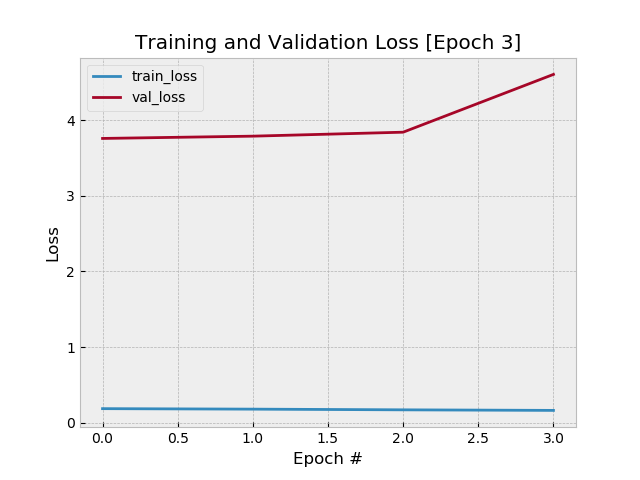 Training and Validation Loss [Epoch 3]
train_loss
val_loss
4
3
2
1
0
Loss
0.0 0.5 1.0 1.5 2.0 2.5 3.0
Epoch #